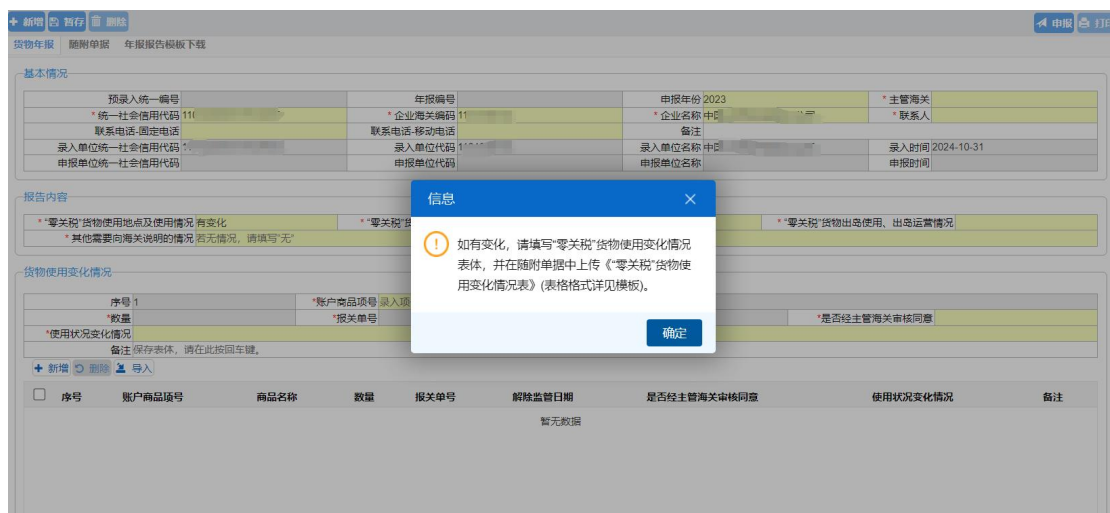 新增 暂存 删除 申报 打印
货物年报 随附单据 年报报告模板下载
基本情况
预录入统一编号 年报编号 申报年份 2023 *主管海关
*统一社会信用代码 *企业海关编码 *企业名称 *联系人
联系电话-固定电话 联系电话-移动电话 备注
录入单位统一社会信用代码 录入单位代码 录入单位名称 录入时间 2024-10-31
申报单位统一社会信用代码 申报单位代码 申报单位名称 申报时间
报告内容
*"零关税"货物使用地点及使用情况 有变化 *"零关税" *"零关税"货物出岛使用、出岛运营情况
*其他需要向海关说明的情况 若无情况，请填写"无"
货物使用变化情况
序号 1 *账户商品项号
*数量 *报关单号 *是否经主管海关审核同意
*使用状况变化情况
备注 保存表体，请在此按回车键。
新增 删除 导入
序号 账户商品项号 商品名称 数量 报关单号 解除监管日期 是否经主管海关审核同意 使用状况变化情况 备注
暂无数据
信息
如有变化，请填写"零关税"货物使用变化情况
表体，并在随附单据中上传《"零关税"货物使
用变化情况表》(表格格式详见模板)。
确定